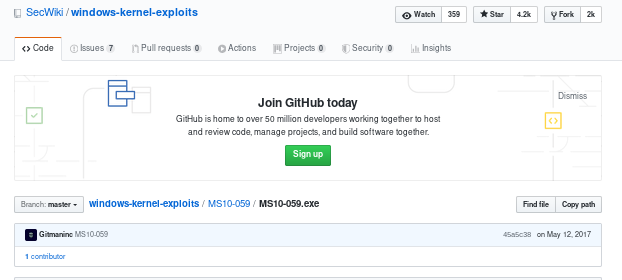 SecWiki / windows-kernel-exploits
Watch 359 Star 4.2k Fork 2k
Code Issues 7 Pull requests 0 Actions Projects 0 Security 0 Insights
Dismiss
Join GitHub today
GitHub is home to over 50 million developers working together to host
and review code, manage projects, and build software together.
Sign up
Branch: master windows-kernel-exploits / MS10-059 / MS10-059.exe Find file Copy path
Gitmaninc MS10-059 45a5c38 on May 12, 2017
1 contributor